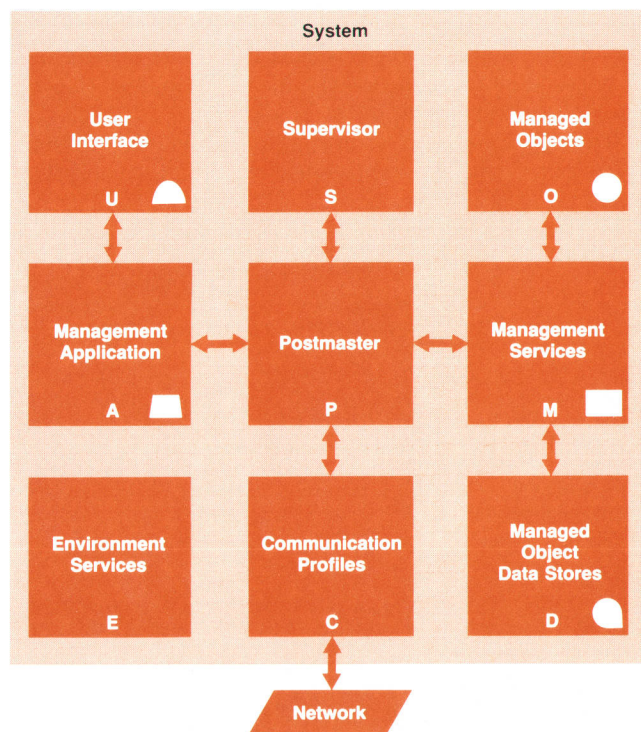 System
User
Interface
U
Supervisor
S
Managed
Objects
O
Management
Application
A
Postmaster
P
Management
Services
M
Environment
Services
E
Communication
Profiles
C
Managed
Object
Data Stores
D
Network